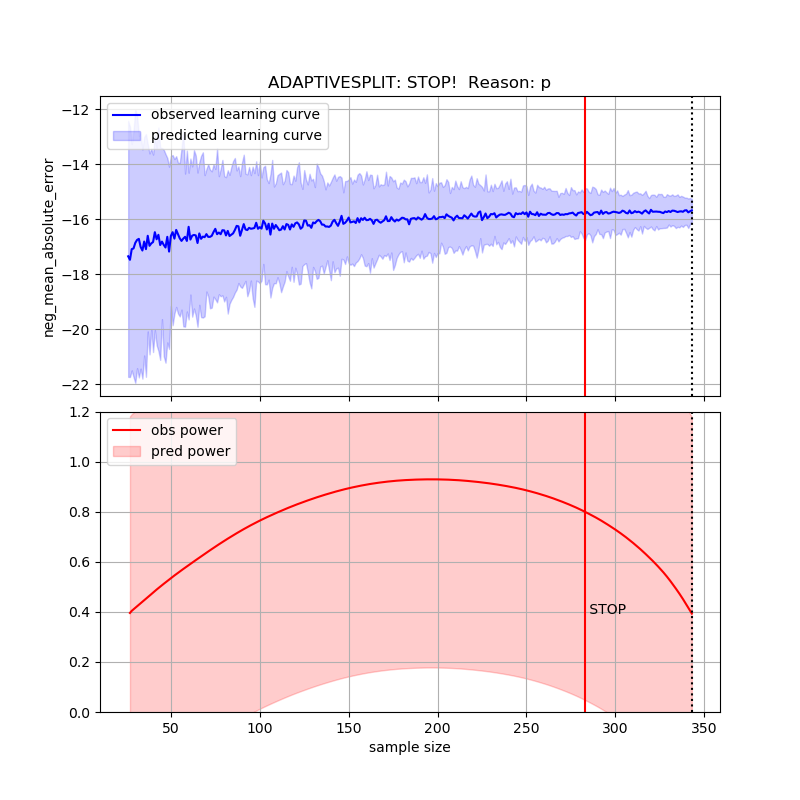 ADAPTIVESPLIT: STOP!  Reason: p
−12
−14
−16
−18
−20
−22
neg_mean_absolute_error
observed learning curve
predicted learning curve
1.2
1.0
0.8
0.6
0.4
0.2
0.0
obs power
pred power
STOP
50 100 150 200 250 300 350
sample size